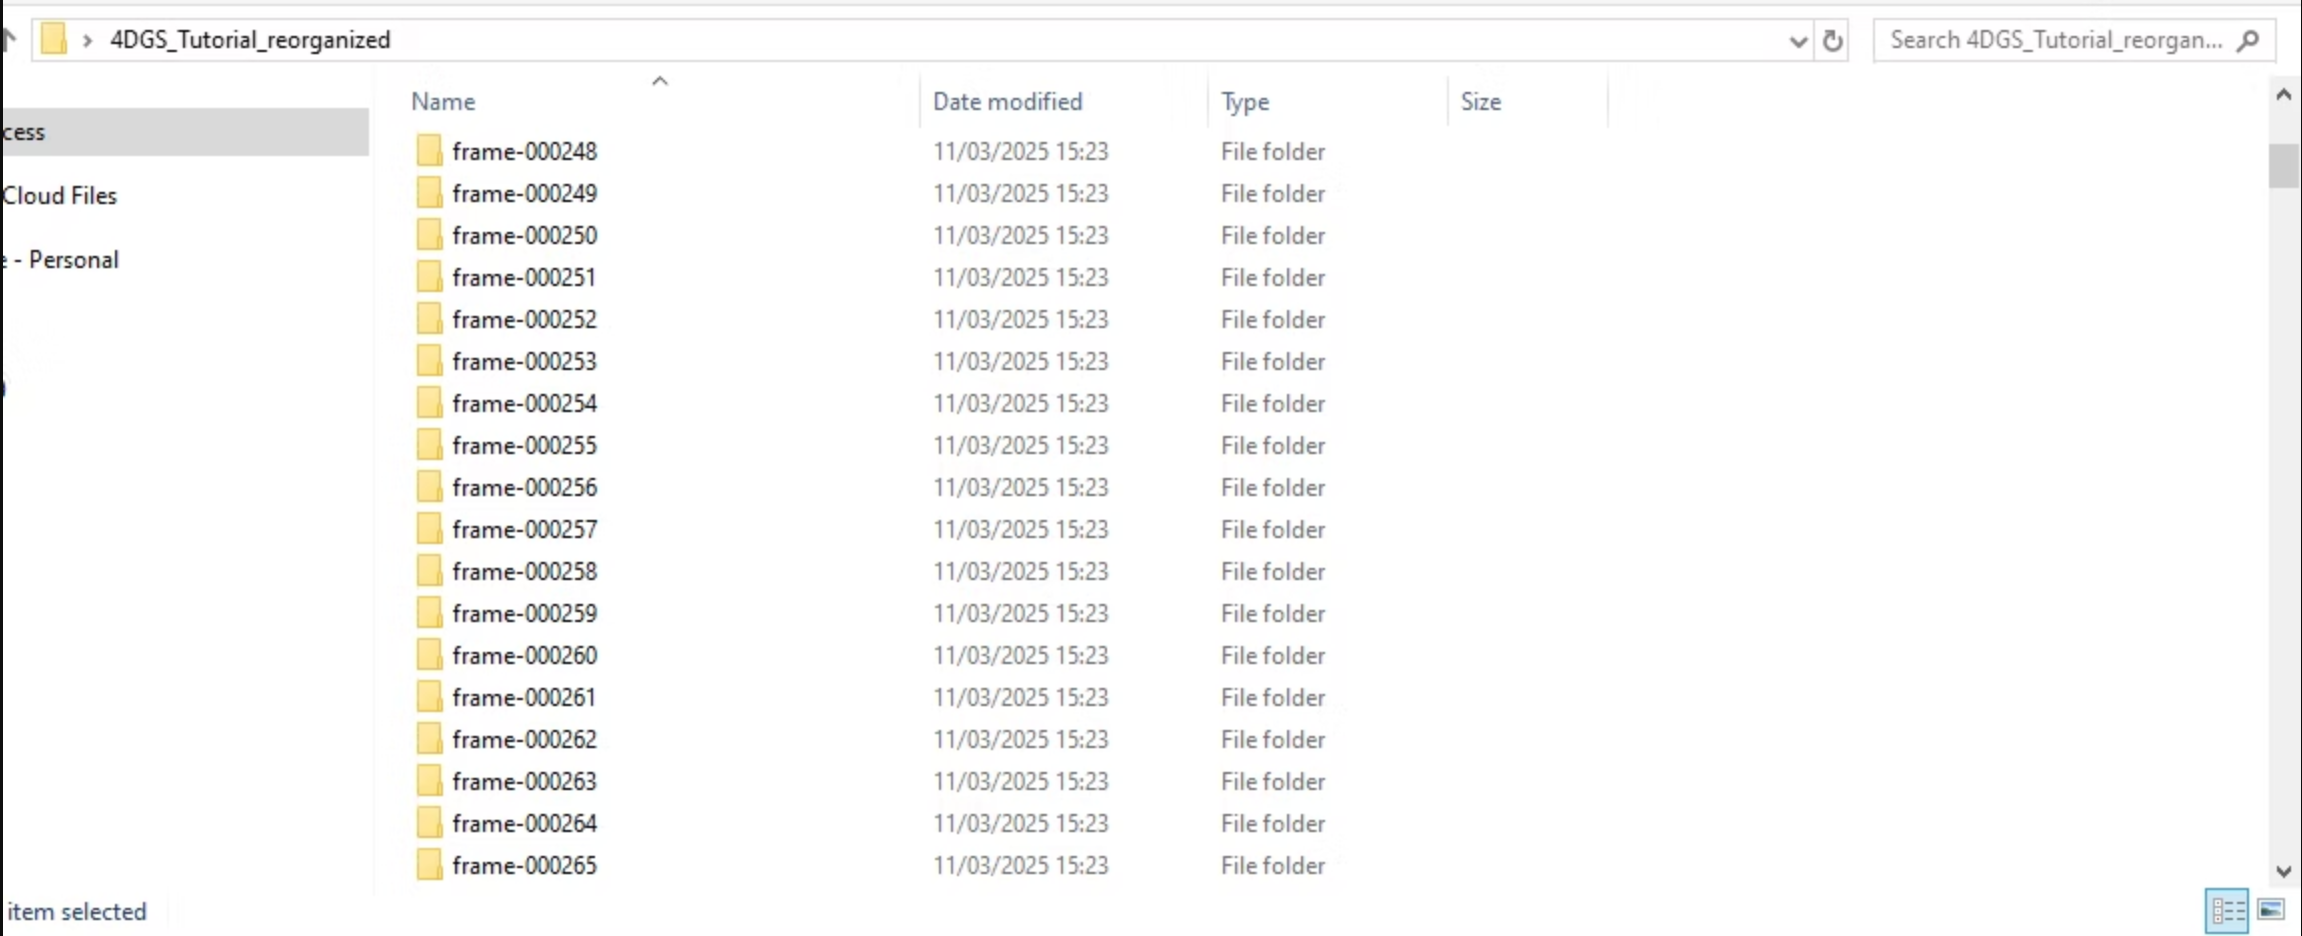 4DGS_Tutorial_reorganized
Search 4DGS_Tutorial_reorgan...
Name Date modified Type Size
cess
Cloud Files
- Personal
frame-000248 11/03/2025 15:23 File folder
frame-000249 11/03/2025 15:23 File folder
frame-000250 11/03/2025 15:23 File folder
frame-000251 11/03/2025 15:23 File folder
frame-000252 11/03/2025 15:23 File folder
frame-000253 11/03/2025 15:23 File folder
frame-000254 11/03/2025 15:23 File folder
frame-000255 11/03/2025 15:23 File folder
frame-000256 11/03/2025 15:23 File folder
frame-000257 11/03/2025 15:23 File folder
frame-000258 11/03/2025 15:23 File folder
frame-000259 11/03/2025 15:23 File folder
frame-000260 11/03/2025 15:23 File folder
frame-000261 11/03/2025 15:23 File folder
frame-000262 11/03/2025 15:23 File folder
frame-000263 11/03/2025 15:23 File folder
frame-000264 11/03/2025 15:23 File folder
frame-000265 11/03/2025 15:23 File folder
item selected